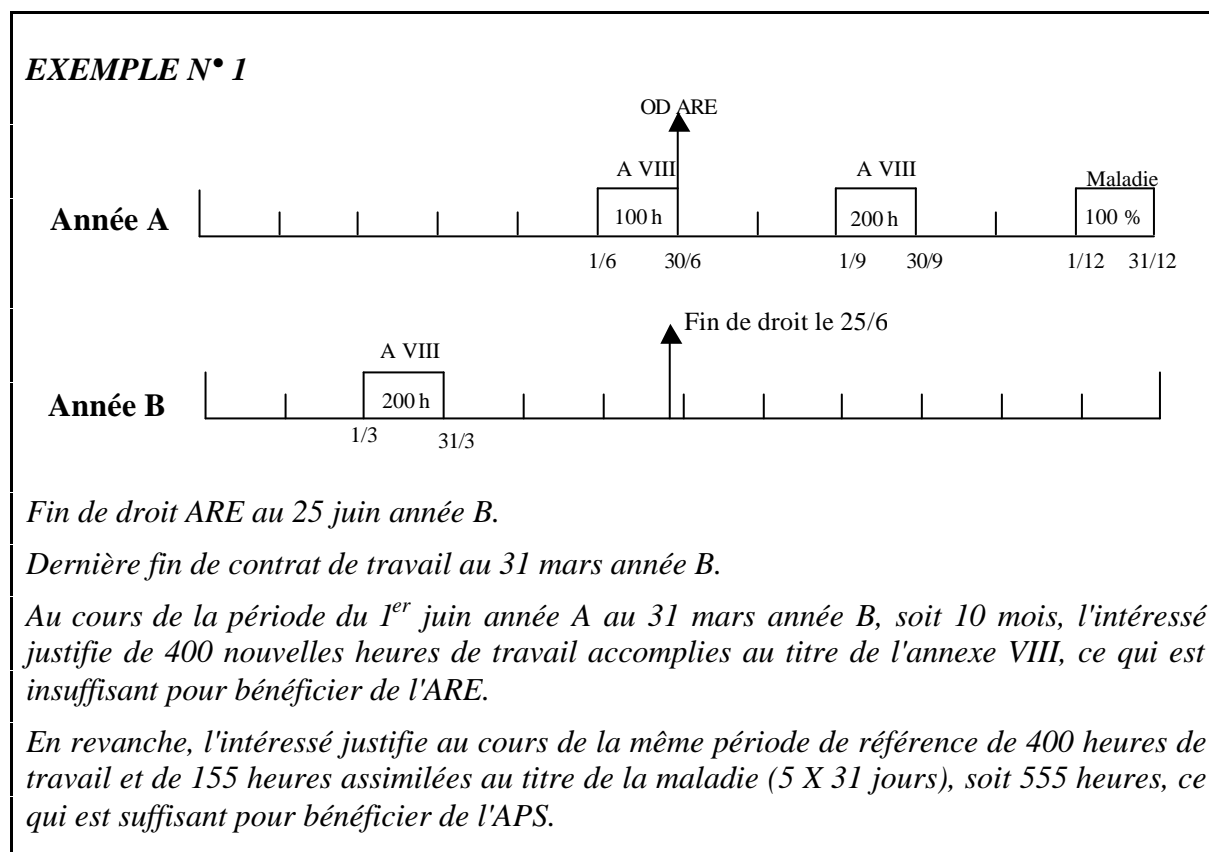 EXEMPLE N° 1
OD ARE
A VIII
A VIII
Maladie
Année A
100 h
200 h
100 %
1/6
30/6
1/9
30/9
1/12
31/12
Fin de droit le 25/6
A VIII
Année B
200 h
1/3
31/3
Fin de droit ARE au 25 juin année B.
Dernière fin de contrat de travail au 31 mars année B.
Au cours de la période du 1er juin année A au 31 mars année B, soit 10 mois, l'intéressé
justifie de 400 nouvelles heures de travail accomplies au titre de l'annexe VIII, ce qui est
insuffisant pour bénéficier de l'ARE.
En revanche, l'intéressé justifie au cours de la même période de référence de 400 heures de
travail et de 155 heures assimilées au titre de la maladie (5 X 31 jours), soit 555 heures, ce
qui est suffisant pour bénéficier de l'APS.